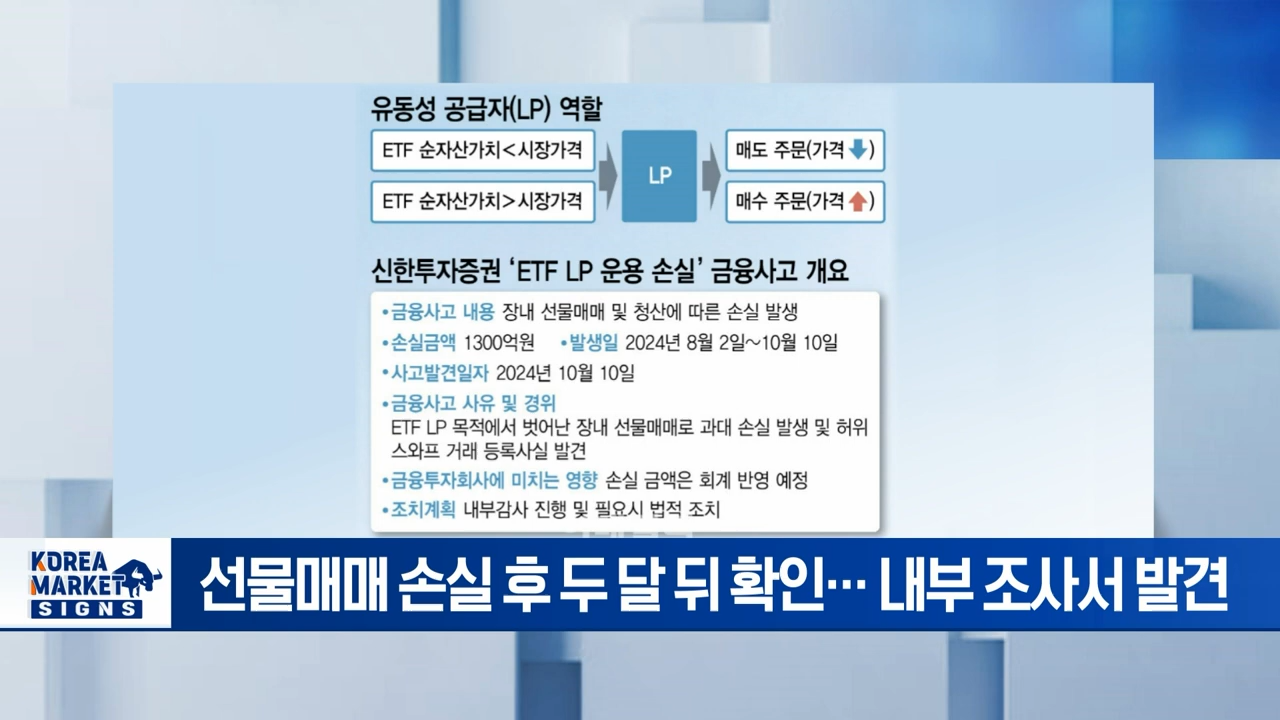 유동성 공급자(LP) 역할
ETF 순자산가치<시장가격
ETF 순자산가치>시장가격
LP
매도 주문(가격⬇)
매수 주문(가격⬆)
신한투자증권 ‘ETF LP 운용 손실’ 금융사고 개요
•금융사고 내용 장내 선물매매 및 청산에 따른 손실 발생
•손실금액 1300억원 •발생일 2024년 8월 2일~10월 10일
•사고발견일자 2024년 10월 10일
•금융사고 사유 및 경위
ETF LP 목적에서 벗어난 장내 선물매매로 과대 손실 발생 및 허위
스와프 거래 등록사실 발견
•금융투자회사에 미치는 영향 손실 금액은 회계 반영 예정
•조치계획 내부감사 진행 및 필요시 법적 조치
KOREA
MARKET
SIGNS
선물매매 손실 후 두 달 뒤 확인… 내부 조사서 발견